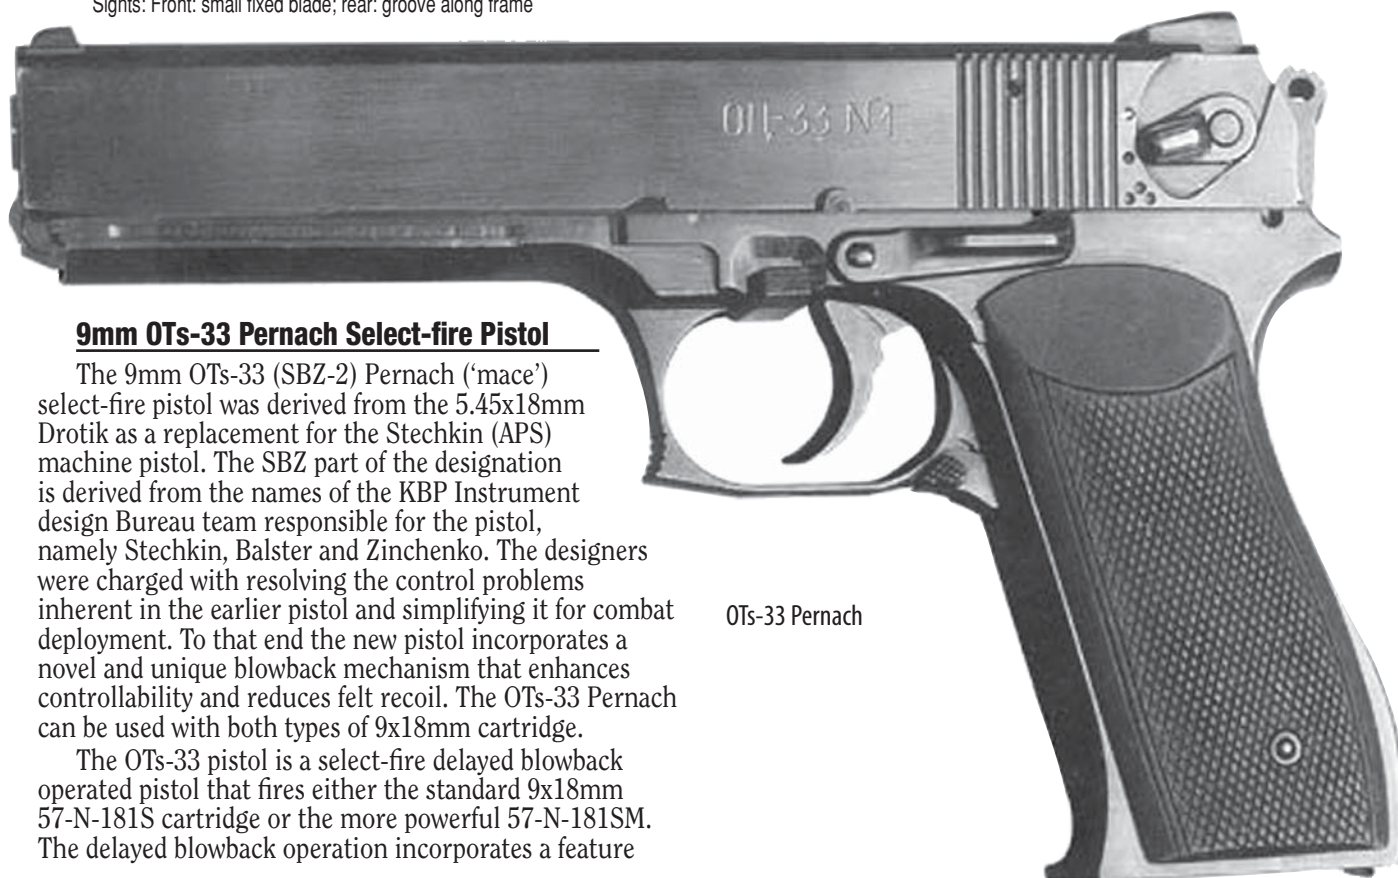 Sights: Front: small fixed blade; rear: groove along frame
ОЦ-33 №1
9mm OTs-33 Pernach Select-fire Pistol
The 9mm OTs-33 (SBZ-2) Pernach (‘mace’)
select-fire pistol was derived from the 5.45x18mm
Drotik as a replacement for the Stechkin (APS)
machine pistol. The SBZ part of the designation
is derived from the names of the KBP Instrument
design Bureau team responsible for the pistol,
namely Stechkin, Balster and Zinchenko. The designers
were charged with resolving the control problems
inherent in the earlier pistol and simplifying it for combat
deployment. To that end the new pistol incorporates a
novel and unique blowback mechanism that enhances
controllability and reduces felt recoil. The OTs-33 Pernach
can be used with both types of 9x18mm cartridge.
The OTs-33 pistol is a select-fire delayed blowback
operated pistol that fires either the standard 9x18mm
57-N-181S cartridge or the more powerful 57-N-181SM.
The delayed blowback operation incorporates a feature
OTs-33 Pernach